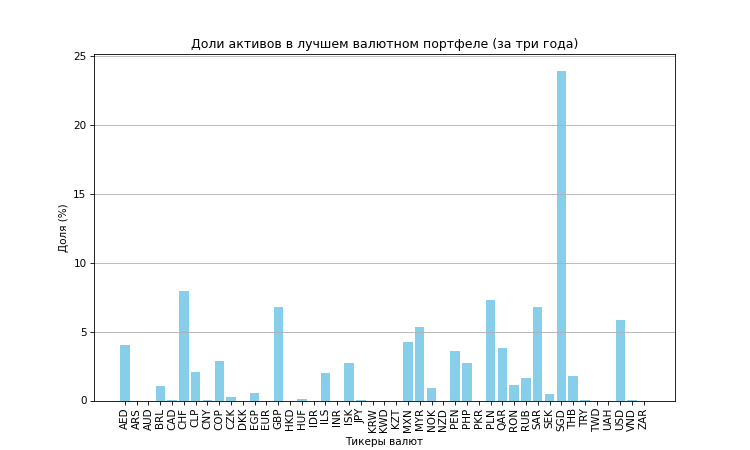 Доли активов в лучшем валютном портфеле (за три года)
Доля (%)
25
20
15
10
5
0
AED ARS AUD BRL CAD CHF CLP CNY COP CZK DKK EGP EUR GBP HKD HUF IDR ILS INR ISK JPY KRW KWD KZT MXN MYR NOK NZD PEN PHP PKR PLN QAR RON RUB SAR SEK SGD THB TRY TWD UAH USD VND ZAR
Тикеры валют